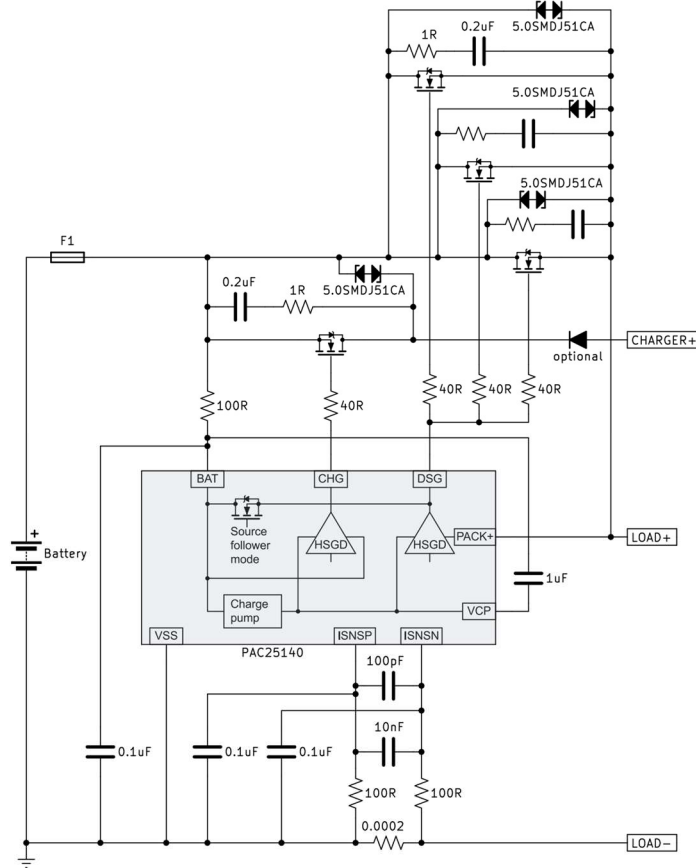 5.0SMDJ51CA
1R
0.2uF
5.0SMDJ51CA
5.0SMDJ51CA
F1
0.2uF
1R
5.0SMDJ51CA
CHARGER+
optional
100R
40R
40R
40R
40R
BAT
CHG
DSG
Source
follower
mode
HSGD
HSGD
PACK+
LOAD+
+
Battery
1uF
Charge
pump
VCP
VSS
ISNSP
ISNSN
PAC25140
100pF
10nF
0.1uF
0.1uF
0.1uF
100R
100R
0.0002
LOAD-